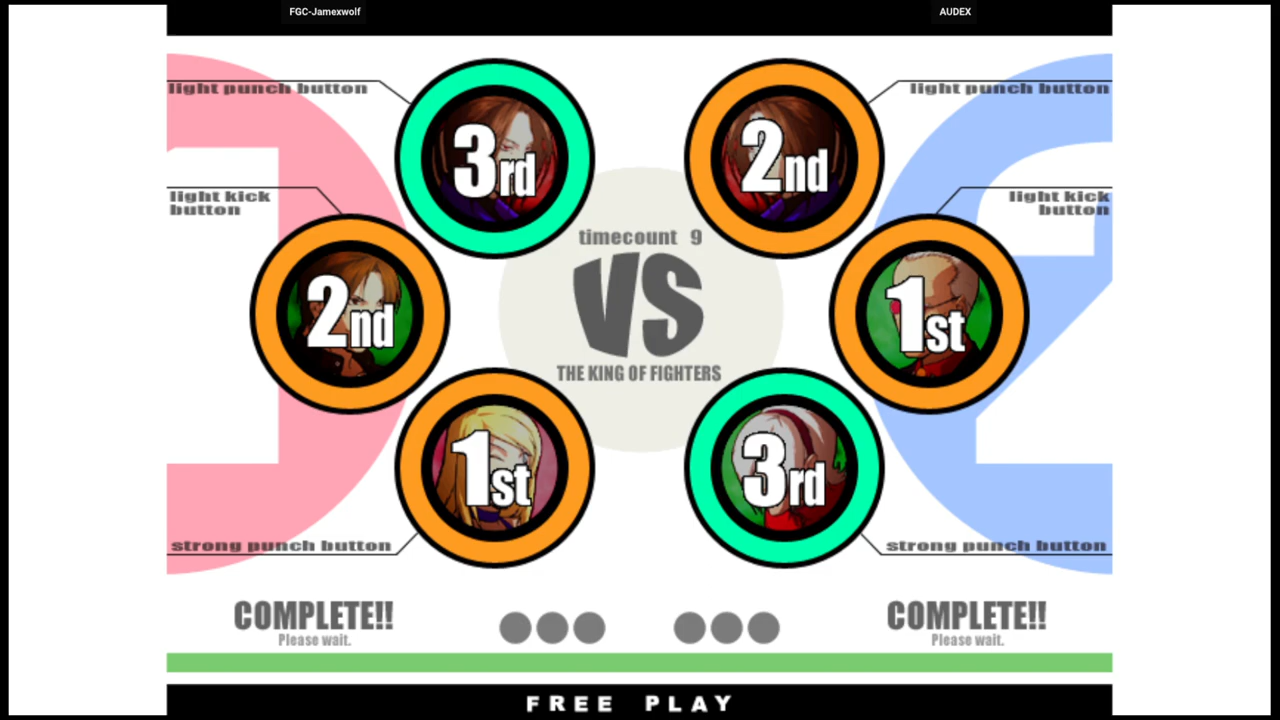 FGC-Jamexwolf
AUDEX
light punch button
light punch button
3rd
2nd
light kick
button
light kick
button
timecount 9
VS
THE KING OF FIGHTERS
2nd
1st
1st
3rd
strong punch button
strong punch button
COMPLETE!!
Please wait.
COMPLETE!!
Please wait.
FREE PLAY